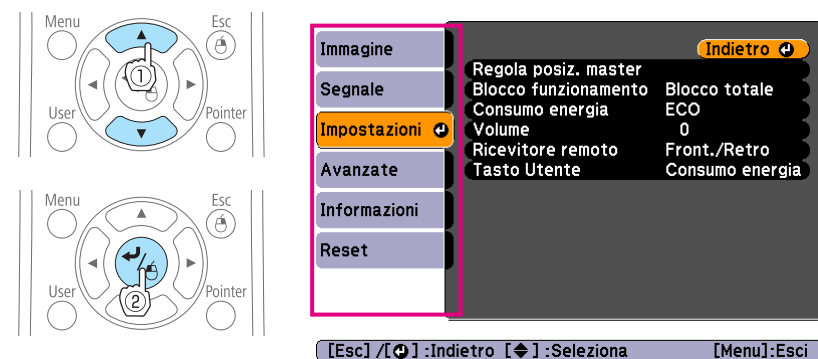 Menu
Esc
1
User
Pointer
Menu
Esc
User
2
Pointer
Immagine
Segnale
Impostazioni
Avanzate
Informazioni
Reset
Indietro
Regola posiz. master
Blocco funzionamento Blocco totale
Consumo energia ECO
Volume 0
Ricevitore remoto Front./Retro
Tasto Utente Consumo energia
[Esc] /[⏎] :Indietro [◆] :Seleziona [Menu]:Esci